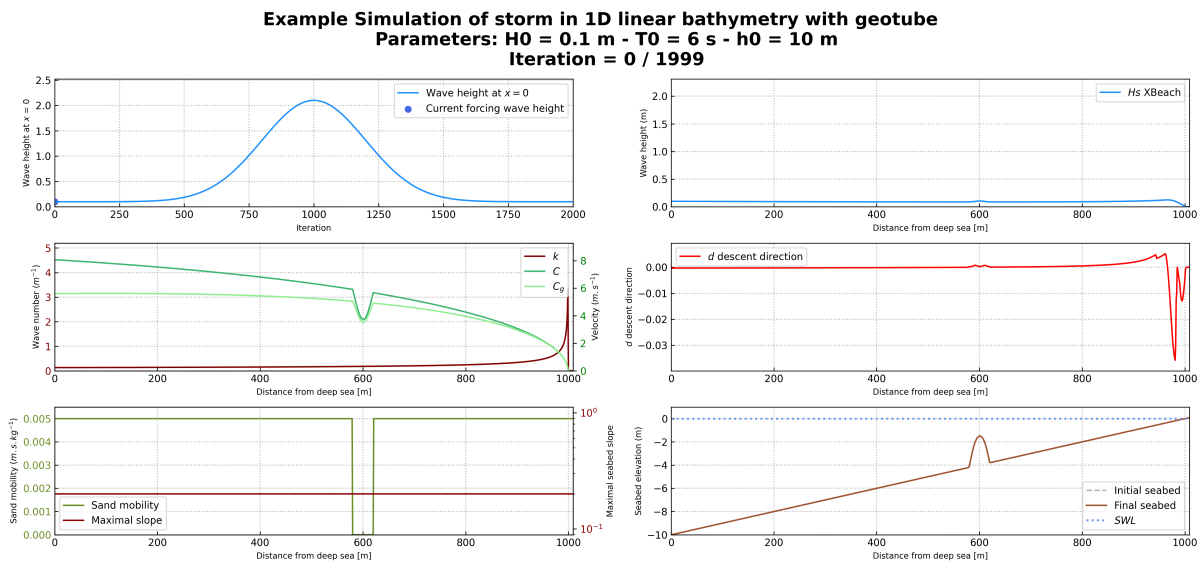 Example Simulation of storm in 1D linear bathymetry with geotube
Parameters: H0 = 0.1 m - T0 = 6 s - h0 = 10 m
Iteration = 0 / 1999
Wave height at x = 0
2.5
2.0
1.5
1.0
0.5
0.0
Wave height at x = 0
Current forcing wave height
0 250 500 750 1000 1250 1500 1750 2000
Iteration
Wave height (m)
2.0
1.5
1.0
0.5
0.0
Hs XBeach
0 200 400 600 800 1000
Distance from deep sea [m]
Wave number (m⁻¹)
5
4
3
2
1
0
k
C
C_g
8
6
4
2
0
Velocity (m.s⁻¹)
0 200 400 600 800 1000
Distance from deep sea [m]
d descent direction
0.00
−0.01
−0.02
−0.03
d descent direction
0 200 400 600 800 1000
Distance from deep sea [m]
Sand mobility (m.s.kg⁻¹)
0.005
0.004
0.003
0.002
0.001
0.000
Sand mobility
Maximal slope
10⁰
10⁻¹
Maximal seabed slope
0 200 400 600 800 1000
Distance from deep sea [m]
Seabed elevation (m)
0
−2
−4
−6
−8
−10
Initial seabed
Final seabed
SWL
0 200 400 600 800 1000
Distance from deep sea [m]